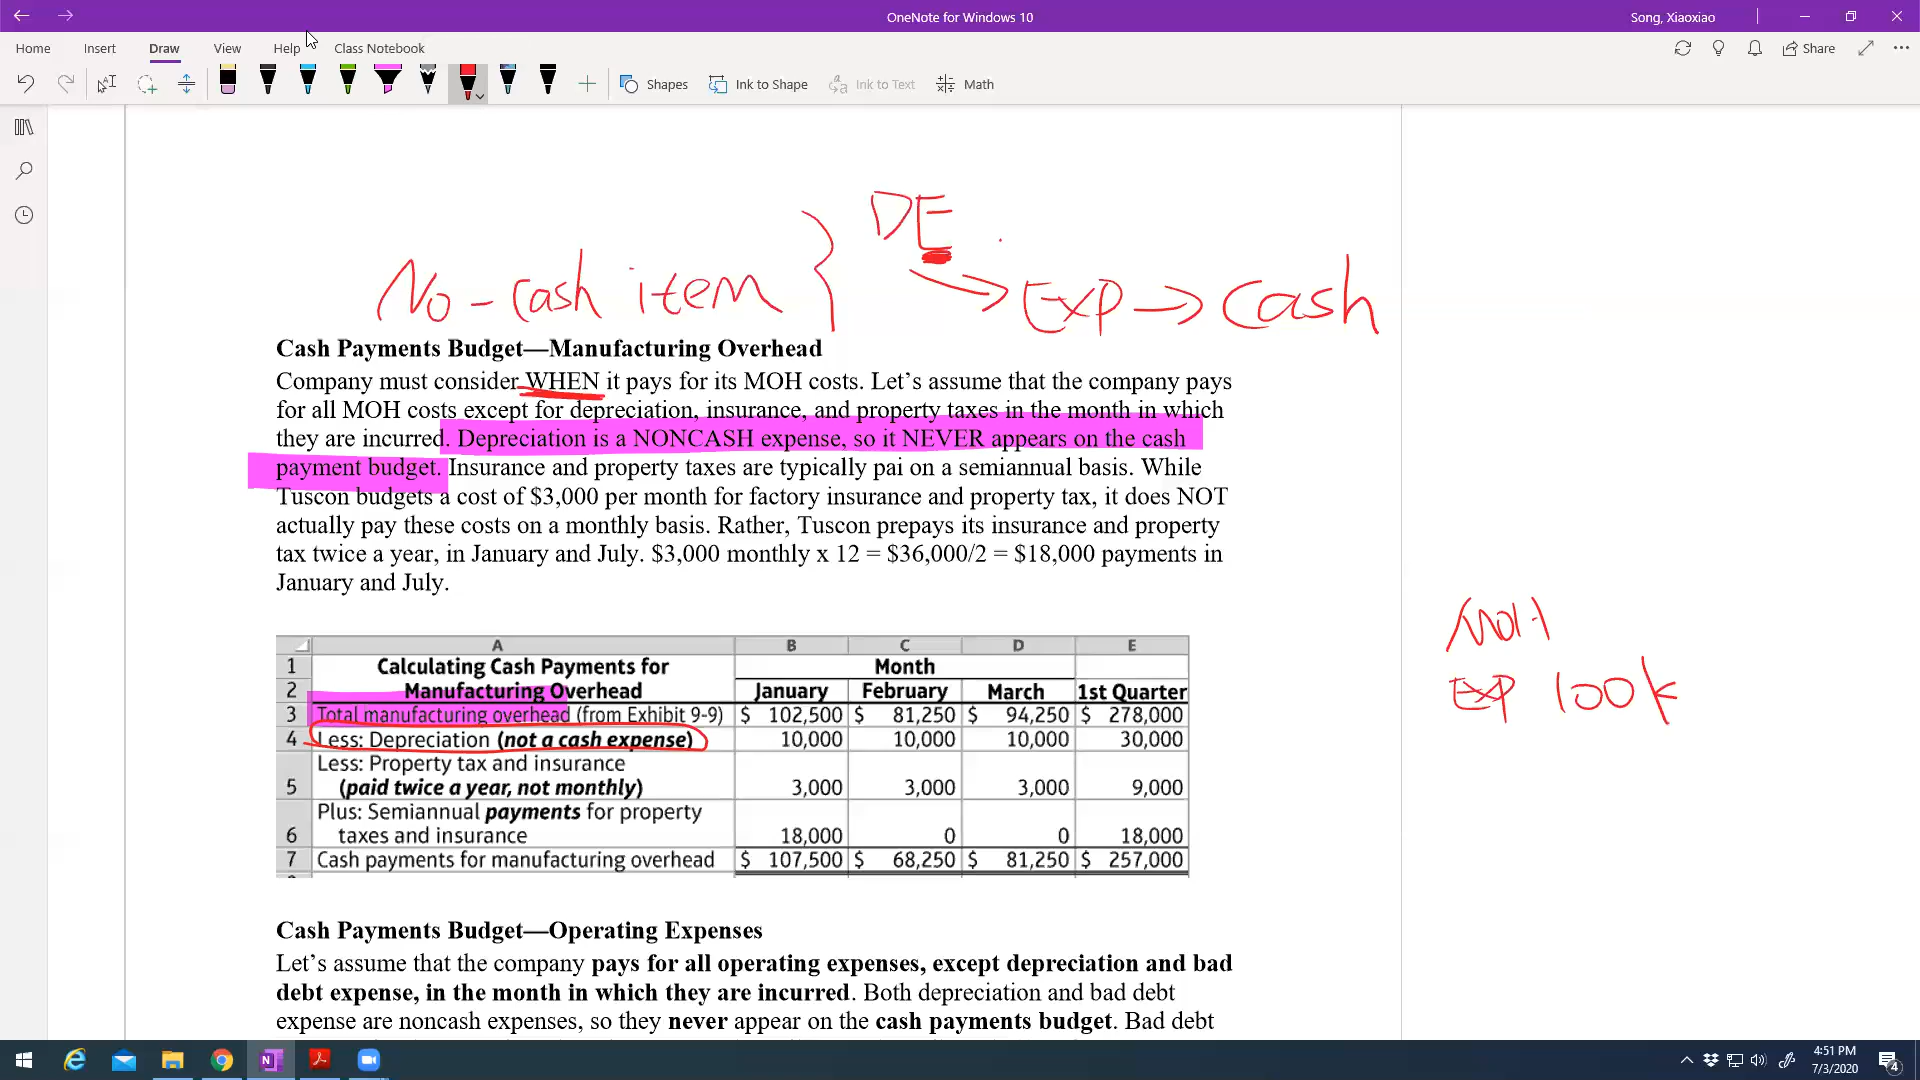 OneNote for Windows 10
Song, Xiaoxiao
Home Insert Draw View Help Class Notebook
Share
Shapes Ink to Shape Ink to Text Math
DE
No-cash item } → EXP → Cash
Cash Payments Budget—Manufacturing Overhead
Company must consider WHEN it pays for its MOH costs. Let’s assume that the company pays
for all MOH costs except for depreciation, insurance, and property taxes in the month in which
they are incurred. Depreciation is a NONCASH expense, so it NEVER appears on the cash
payment budget. Insurance and property taxes are typically pai on a semiannual basis. While
Tuscon budgets a cost of $3,000 per month for factory insurance and property tax, it does NOT
actually pay these costs on a monthly basis. Rather, Tuscon prepays its insurance and property
tax twice a year, in January and July. $3,000 monthly x 12 = $36,000/2 = $18,000 payments in
January and July.
MOH
EXP 100K
A B C D E
1 Calculating Cash Payments for Month
2 Manufacturing Overhead January February March 1st Quarter
3 Total manufacturing overhead (from Exhibit 9-9) $ 102,500 $ 81,250 $ 94,250 $ 278,000
4 Less: Depreciation (not a cash expense) 10,000 10,000 10,000 30,000
Less: Property tax and insurance
5 (paid twice a year, not monthly) 3,000 3,000 3,000 9,000
Plus: Semiannual payments for property
6 taxes and insurance 18,000 0 0 18,000
7 Cash payments for manufacturing overhead $ 107,500 $ 68,250 $ 81,250 $ 257,000
Cash Payments Budget—Operating Expenses
Let’s assume that the company pays for all operating expenses, except depreciation and bad
debt expense, in the month in which they are incurred. Both depreciation and bad debt
expense are noncash expenses, so they never appear on the cash payments budget. Bad debt
4:51 PM
7/3/2020
4